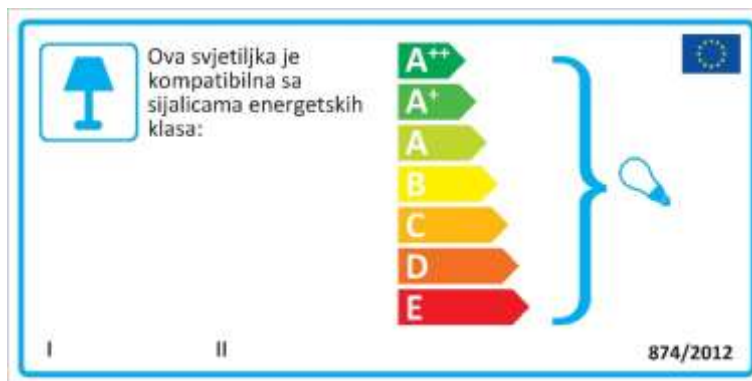 Ova svjetiljka je
kompatibilna sa
sijalicama energetskih
klasa:
A++
A+
A
B
C
D
E
I II
874/2012